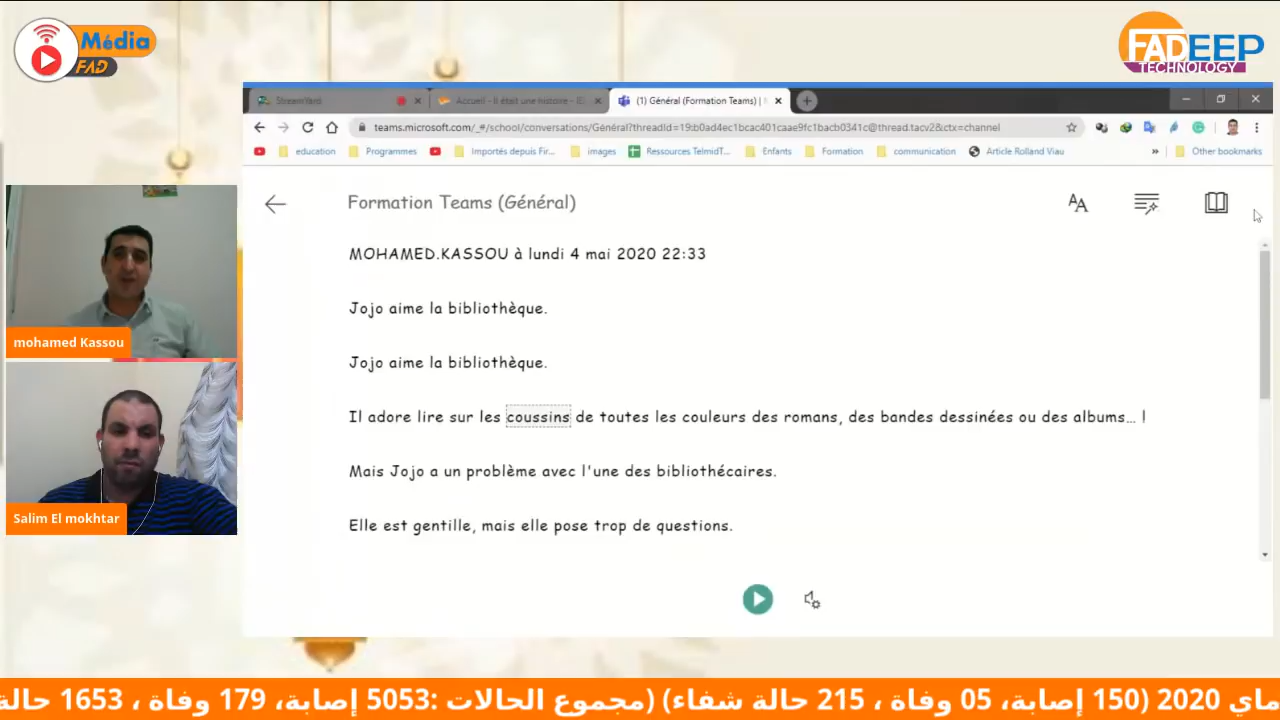 Média
FAD
FADEEP
TECHNOLOGY
StreamYard
Accueil - Il était une histoire - IE
(1) Général (Formation Teams) |
teams.microsoft.com/_#/school/conversations/Général?threadId=19:b0ad4ec1bcac401caae9fc1bacb0341c@thread.tacv2&ctx=channel
education
Programmes
Importés depuis Fir...
images
Ressources TelmidT...
Enfants
Formation
communication
Article Rolland Viau
»
Other bookmarks
Formation Teams (Général)
MOHAMED.KASSOU à lundi 4 mai 2020 22:33
Jojo aime la bibliothèque.
Jojo aime la bibliothèque.
Il adore lire sur les coussins de toutes les couleurs des romans, des bandes dessinées ou des albums… !
Mais Jojo a un problème avec l'une des bibliothécaires.
Elle est gentille, mais elle pose trop de questions.
mohamed Kassou
Salim El mokhtar
ماي 2020 (150 إصابة، 05 وفاة ، 215 حالة شفاء) (مجموع الحالات :5053 إصابة، 179 وفاة ، 1653 حالة